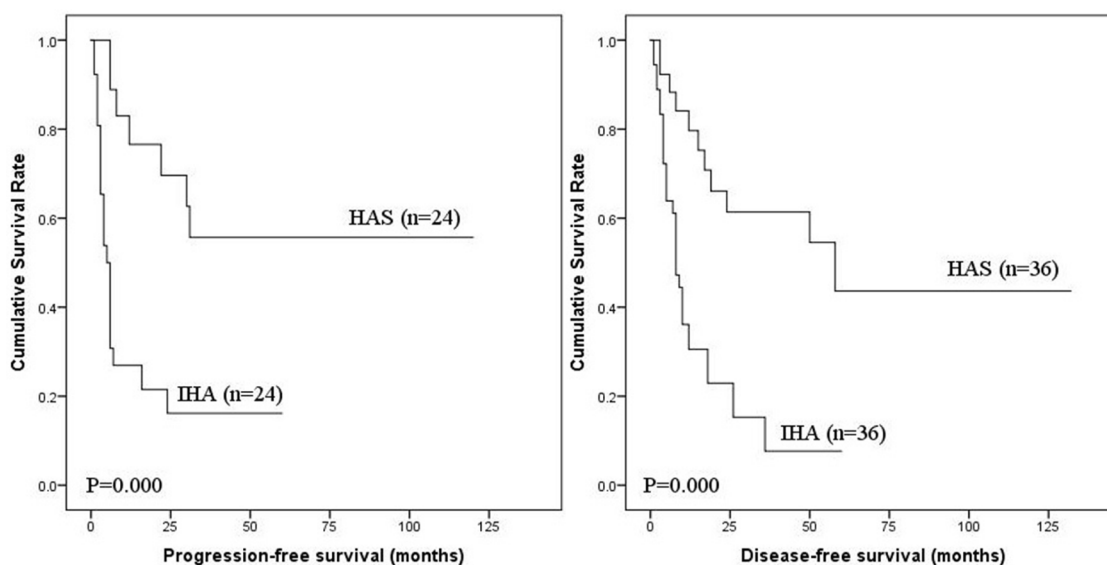 Cumulative Survival Rate
1.0
0.8
0.6
0.4
0.2
0.0
HAS (n=24)
IHA (n=24)
P=0.000
0
25
50
75
100
125
Progression-free survival (months)
Cumulative Survival Rate
1.0
0.8
0.6
0.4
0.2
0.0
HAS (n=36)
IHA (n=36)
P=0.000
0
25
50
75
100
125
Disease-free survival (months)